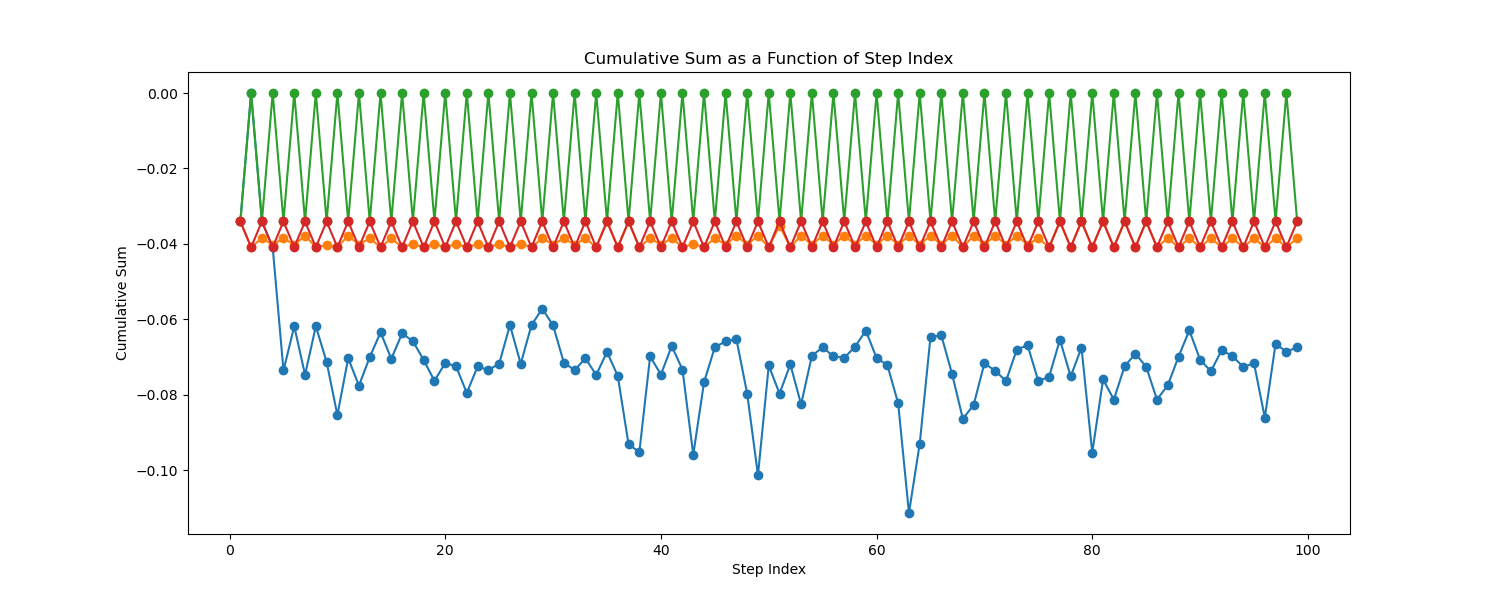 Cumulative Sum as a Function of Step Index
0.00
−0.02
−0.04
−0.06
−0.08
−0.10
Cumulative Sum
0 20 40 60 80 100
Step Index